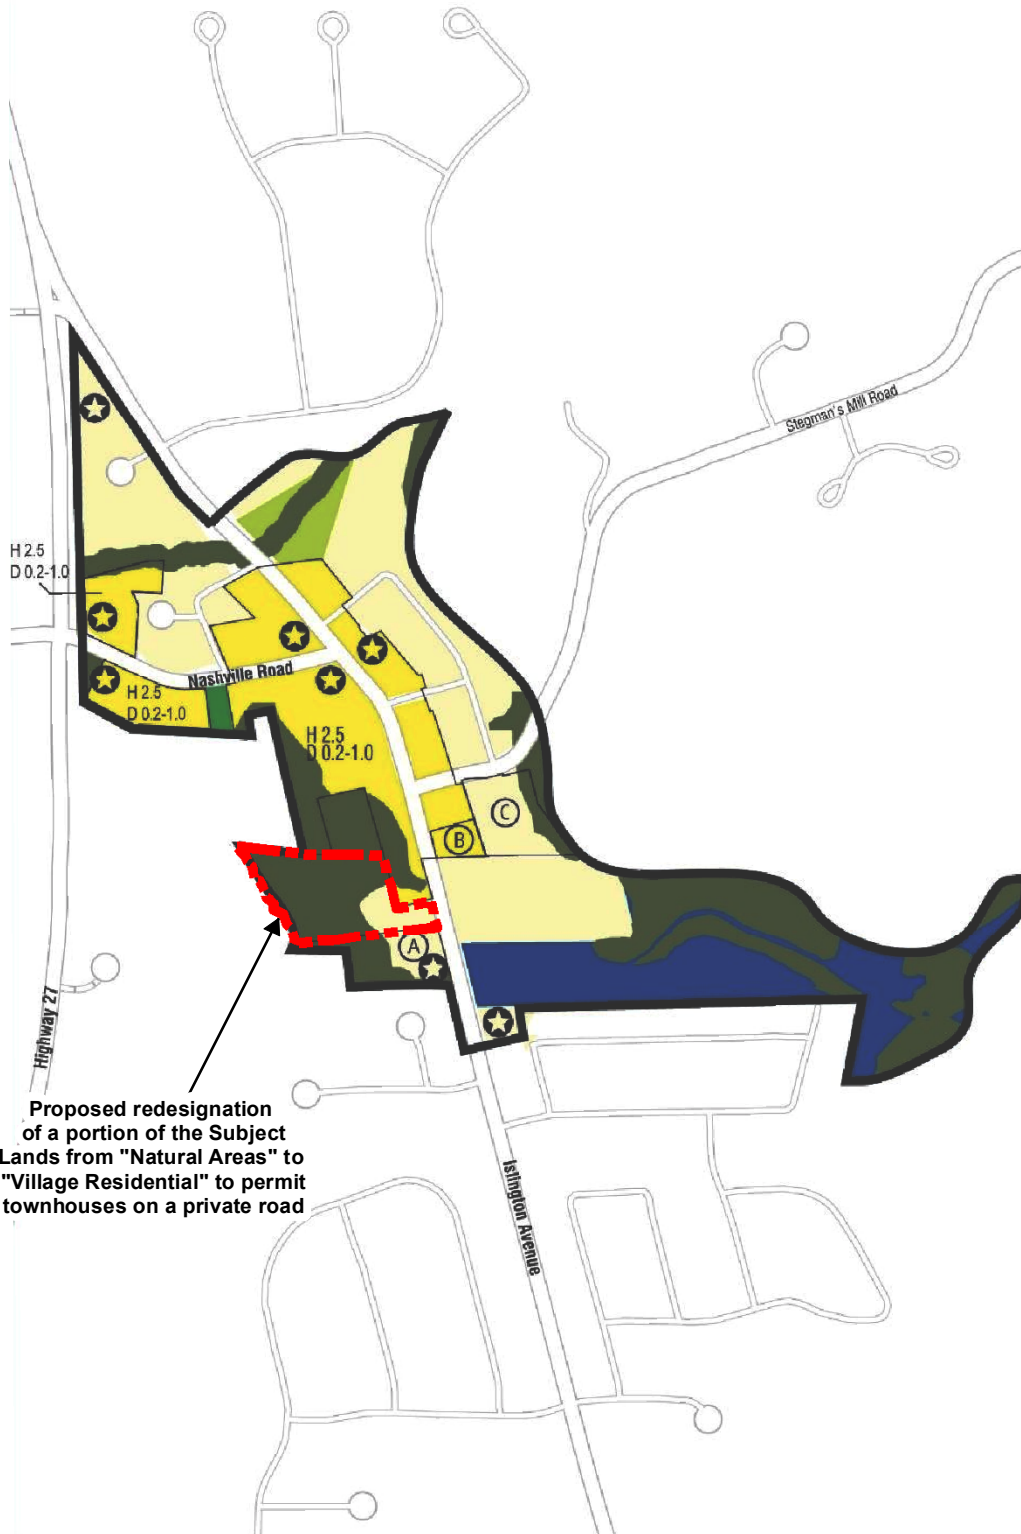 Stegman's Mill Road
H 2.5
D 0.2-1.0
Nashville Road
H 2.5
D 0.2-1.0
H 2.5
D 0.2-1.0
C
B
A
Highway 27
Proposed redesignation
of a portion of the Subject
Lands from "Natural Areas" to
"Village Residential" to permit
townhouses on a private road
Islington Avenue